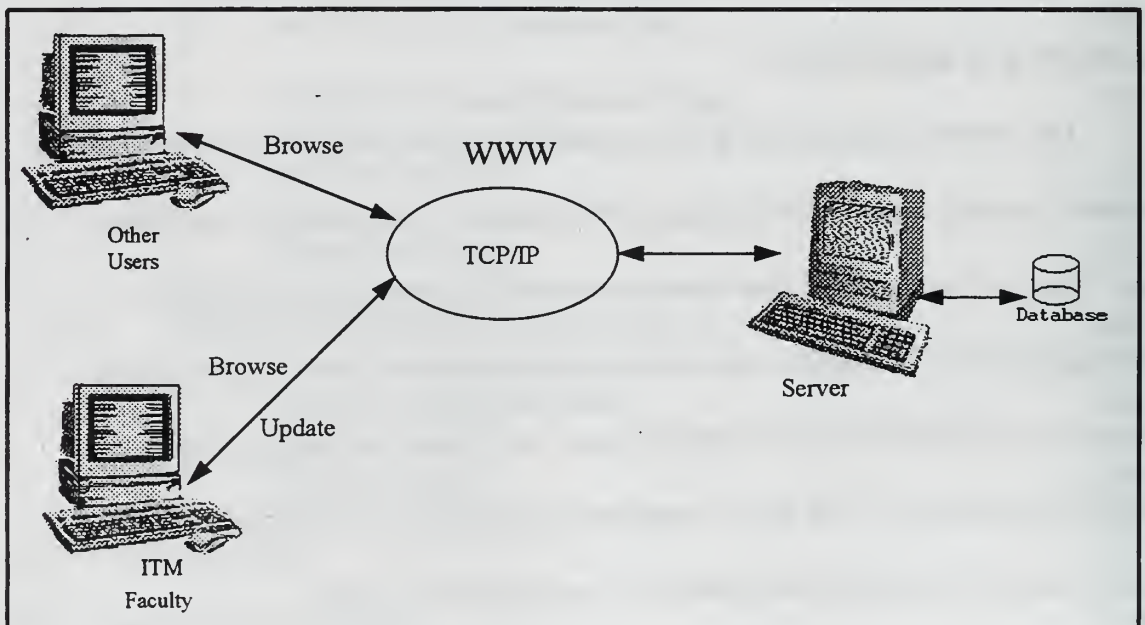 Browse
WWW
Other
Users
TCP/IP
Database
Browse
Server
Update
ITM
Faculty